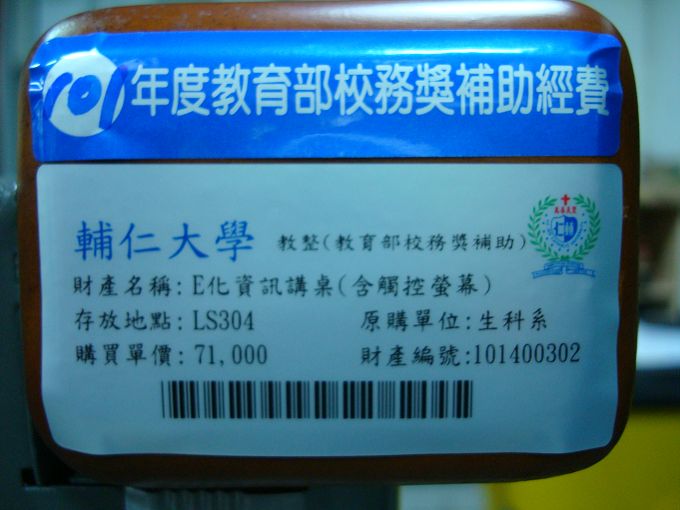 101年度教育部校務獎補助經費
輔仁大學 教整(教育部校務獎補助)
財產名稱: E化資訊講桌(含觸控螢幕)
存放地點: LS304 原購單位: 生科系
購買單價: 71,000 財產編號:101400302